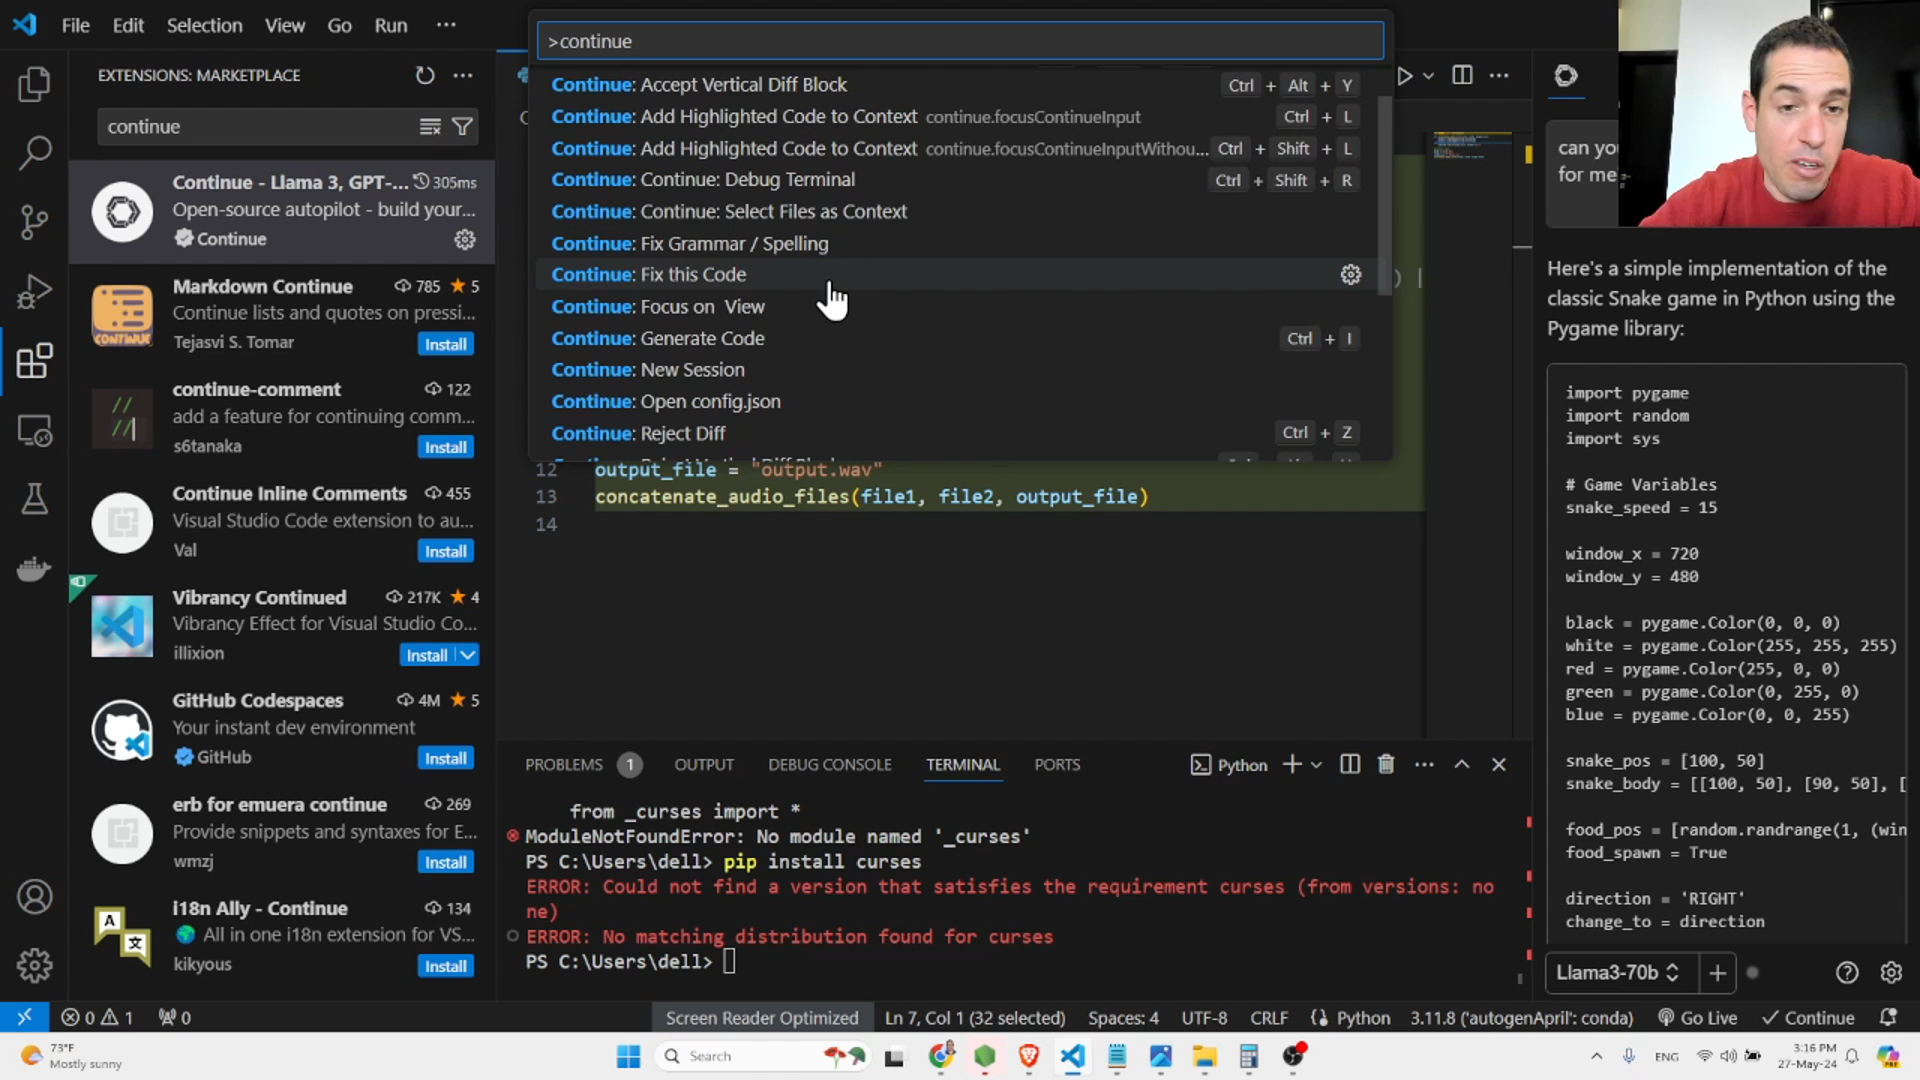 File Edit Selection View Go Run ···
>continue
EXTENSIONS: MARKETPLACE
continue
Continue - Llama 3, GPT-... 305ms
Open-source autopilot - build your...
Continue
Markdown Continue 785 5
Continue lists and quotes on pressi...
Tejasvi S. Tomar Install
continue-comment 122
add a feature for continuing comm...
s6tanaka Install
Continue Inline Comments 455
Visual Studio Code extension to au...
Val Install
Vibrancy Continued 217K 4
Vibrancy Effect for Visual Studio Co...
illixion Install
GitHub Codespaces 4M 5
Your instant dev environment
GitHub Install
erb for emuera continue 269
Provide snippets and syntaxes for E...
wmzj Install
i18n Ally - Continue 134
All in one i18n extension for VS...
kikyous Install
Continue: Accept Vertical Diff Block Ctrl + Alt + Y
Continue: Add Highlighted Code to Context continue.focusContinueInput Ctrl + L
Continue: Add Highlighted Code to Context continue.focusContinueInputWithou... Ctrl + Shift + L
Continue: Continue: Debug Terminal Ctrl + Shift + R
Continue: Continue: Select Files as Context
Continue: Fix Grammar / Spelling
Continue: Fix this Code
Continue: Focus on View
Continue: Generate Code Ctrl + I
Continue: New Session
Continue: Open config.json
Continue: Reject Diff Ctrl + Z
12 output_file = "output.wav"
13 concatenate_audio_files(file1, file2, output_file)
14
PROBLEMS 1 OUTPUT DEBUG CONSOLE TERMINAL PORTS Python
from _curses import *
ModuleNotFoundError: No module named '_curses'
PS C:\Users\dell> pip install curses
ERROR: Could not find a version that satisfies the requirement curses (from versions: no
ne)
ERROR: No matching distribution found for curses
PS C:\Users\dell>
can you
for me
Here's a simple implementation of the
classic Snake game in Python using the
Pygame library:
import pygame
import random
import sys
# Game Variables
snake_speed = 15
window_x = 720
window_y = 480
black = pygame.Color(0, 0, 0)
white = pygame.Color(255, 255, 255)
red = pygame.Color(255, 0, 0)
green = pygame.Color(0, 255, 0)
blue = pygame.Color(0, 0, 255)
snake_pos = [100, 50]
snake_body = [[100, 50], [90, 50], [
food_pos = [random.randrange(1, (win
food_spawn = True
direction = 'RIGHT'
change_to = direction
Llama3-70b
0 1 0 Screen Reader Optimized Ln 7, Col 1 (32 selected) Spaces: 4 UTF-8 CRLF Python 3.11.8 ('autogenApril': conda) Go Live Continue
73°F
Mostly sunny
Search
ENG
3:16 PM
27-May-24